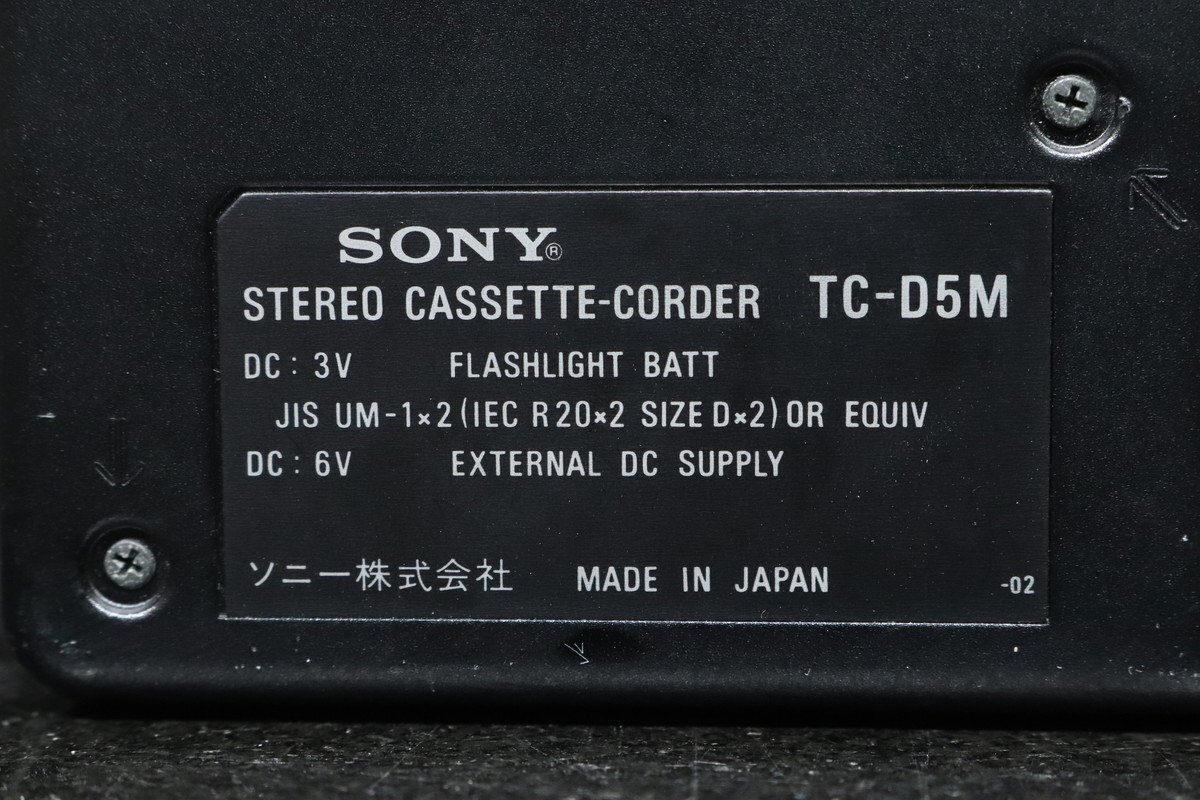 SONY®
STEREO CASSETTE-CORDER TC-D5M
DC: 3V FLASHLIGHT BATT
JIS UM-1×2 (IEC R20×2 SIZE D×2) OR EQUIV
DC: 6V EXTERNAL DC SUPPLY
ソニー株式会社 MADE IN JAPAN -02